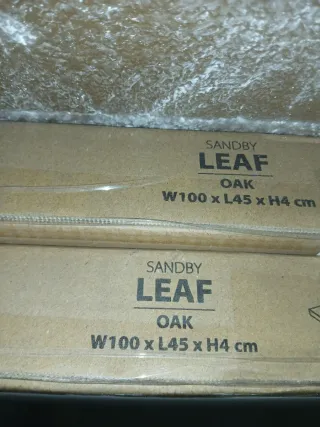 SANDBY
LEAF
OAK
W100 x L45 x H4 cm
SANDBY
LEAF
OAK
W100 x L45 x H4 cm